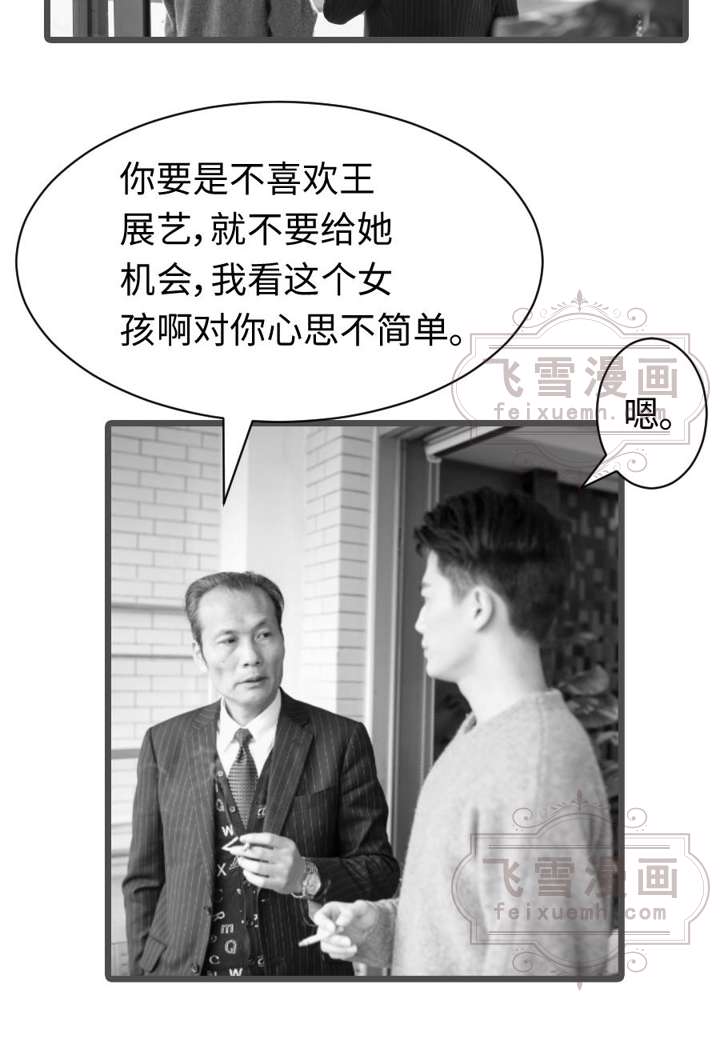 你要是不喜欢王
展艺，就不要给她
机会，我看这个女
孩啊对你心思不简单。
飞雪漫画
feixuemh.com
嗯。
Q W
飞雪漫画
feixuemh.com